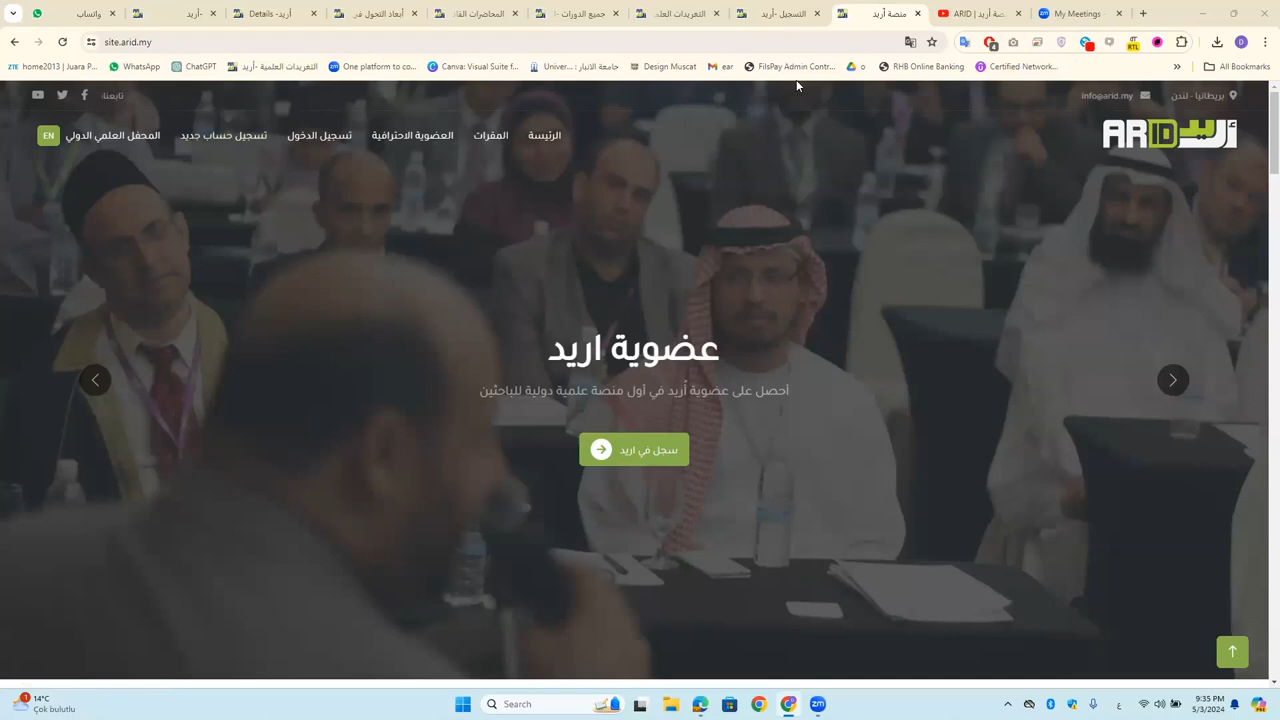 واتساب
أريد-
Details -أريد
أبعاد التحول في
المحاضرات
جميع الدورات -
التسجيل -أريد
منصة أريد
ARID | منصة أريد
My Meetings
site.arid.my
home2013 | Juara P...
WhatsApp
ChatGPT
التغريدات العلمية -أريد
One platform to co...
Canva: Visual Suite f...
Univer...
جامعة الانبار :
Design Muscat
ear
FilsPay Admin Contr...
o
RHB Online Banking
Certified Network...
All Bookmarks
تابعنا:
info@arid.my
بريطانيا - لندن
ARID أريد
الرئيسة
المقرات
العضوية الاحترافية
تسجيل الدخول
تسجيل حساب جديد
المحفل العلمي الدولي
EN
عضوية اريد
أحصل على عضوية أريد في أول منصة علمية دولية للباحثين
سجل في اريد
14°C
Çok bulutlu
Search
9:35 PM
5/3/2024